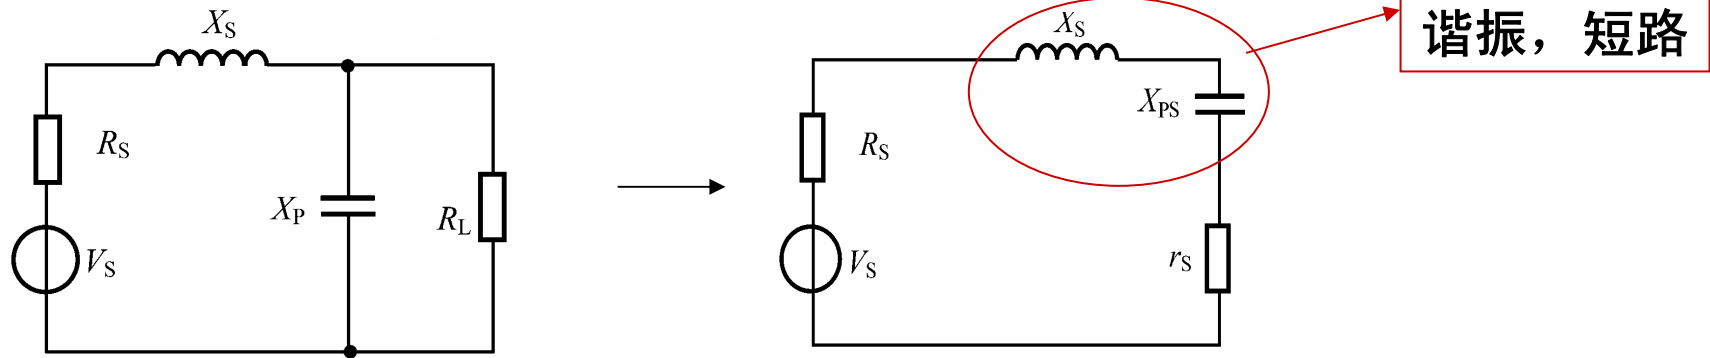 X_S
R_S
X_P
R_L
V_S
X_S
谐振，短路
X_PS
R_S
V_S
r_S